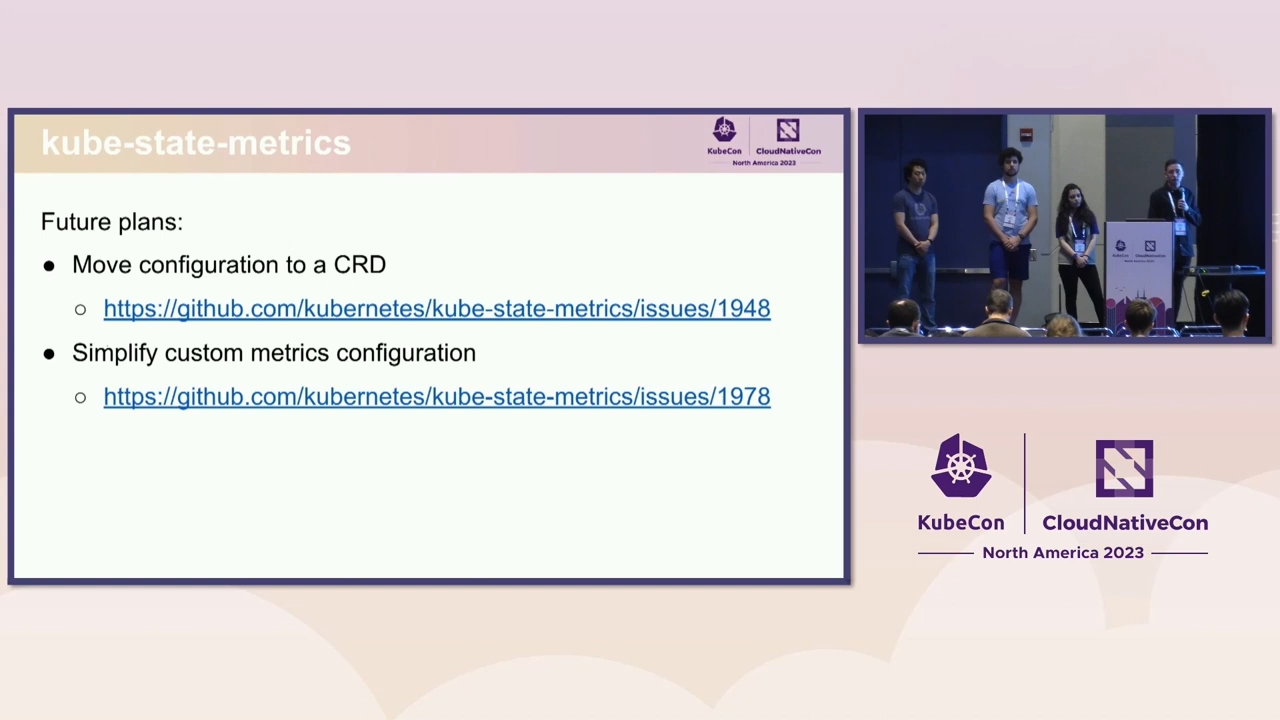 kube-state-metrics
KubeCon
CloudNativeCon
North America 2023
Future plans:
● Move configuration to a CRD
○ https://github.com/kubernetes/kube-state-metrics/issues/1948
● Simplify custom metrics configuration
○ https://github.com/kubernetes/kube-state-metrics/issues/1978
KubeCon
CloudNativeCon
North America 2023